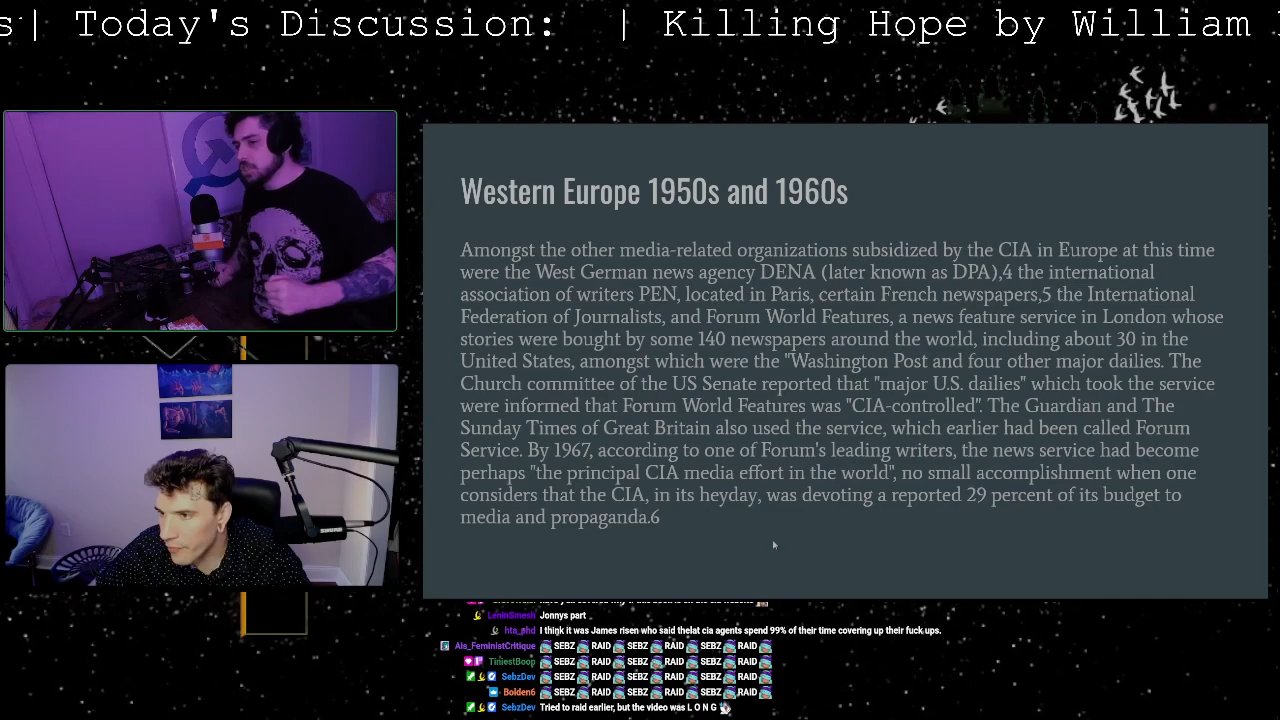 s| Today's Discussion: | Killing Hope by William
Western Europe 1950s and 1960s
Amongst the other media-related organizations subsidized by the CIA in Europe at this time
were the West German news agency DENA (later known as DPA),4 the international
association of writers PEN, located in Paris, certain French newspapers,5 the International
Federation of Journalists, and Forum World Features, a news feature service in London whose
stories were bought by some 140 newspapers around the world, including about 30 in the
United States, amongst which were the "Washington Post and four other major dailies. The
Church committee of the US Senate reported that "major U.S. dailies" which took the service
were informed that Forum World Features was "CIA-controlled". The Guardian and The
Sunday Times of Great Britain also used the service, which earlier had been called Forum
Service. By 1967, according to one of Forum's leading writers, the news service had become
perhaps "the principal CIA media effort in the world", no small accomplishment when one
considers that the CIA, in its heyday, was devoting a reported 29 percent of its budget to
media and propaganda.6
LeninSmesh Jonnys part
hta_phd I think it was James risen who said thelat cia agents spend 99% of their time covering up their fuck ups.
Als_FeministCritique SEBZ RAID SEBZ RAID SEBZ RAID
TiniestBoop SEBZ RAID SEBZ RAID SEBZ RAID
SebzDev SEBZ RAID SEBZ RAID SEBZ RAID
Bolden6 SEBZ RAID SEBZ RAID SEBZ RAID
SebzDev Tried to raid earlier, but the video was L O N G
SHURE